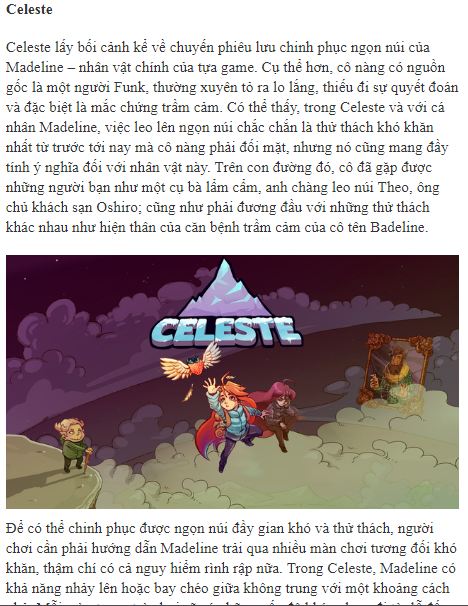 Celeste
Celeste lấy bối cảnh kể về chuyến phiêu lưu chinh phục ngọn núi của
Madeline – nhân vật chính của tựa game. Cụ thể hơn, cô nàng có nguồn
gốc là một người Funk, thường xuyên tỏ ra lo lắng, thiếu đi sự quyết đoán
và đặc biệt là mắc chứng trầm cảm. Có thể thấy, trong Celeste và với cá
nhân Madeline, việc leo lên ngọn núi chắc chắn là thử thách khó khăn
nhất từ trước tới nay mà cô nàng phải đối mặt, nhưng nó cũng mang đầy
tính ý nghĩa đối với nhân vật này. Trên con đường đó, cô đã gặp được
những người bạn như một cụ bà lẩm cẩm, anh chàng leo núi Theo, ông
chủ khách sạn Oshiro; cũng như phải đương đầu với những thử thách
khác nhau như hiện thân của căn bệnh trầm cảm của cô tên Badeline.
CELESTE
Để có thể chinh phục được ngọn núi đầy gian khó và thử thách, người
chơi cần phải hướng dẫn Madeline trải qua nhiều màn chơi tương đối khó
khăn, thậm chí có cả nguy hiểm rình rập nữa. Trong Celeste, Madeline có
khả năng nhảy lên hoặc bay chéo giữa không trung với một khoảng cách